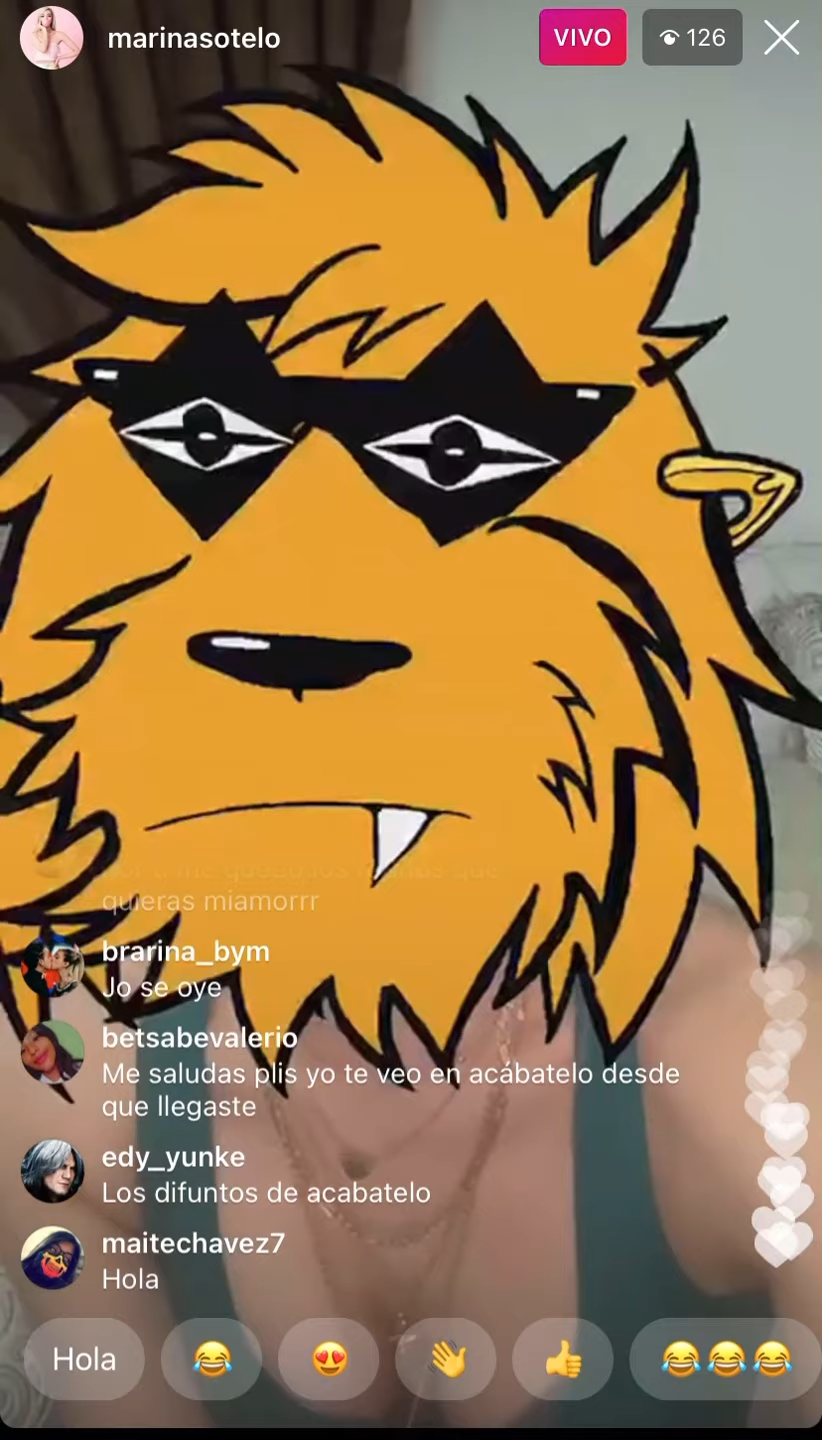 marinasotelo
VIVO
126
quieras miamorrr
brarina_bym
Jo se oye
betsabevalerio
Me saludas plis yo te veo en acábatelo desde
que llegaste
edy_yunke
Los difuntos de acabatelo
maitechavez7
Hola
Hola